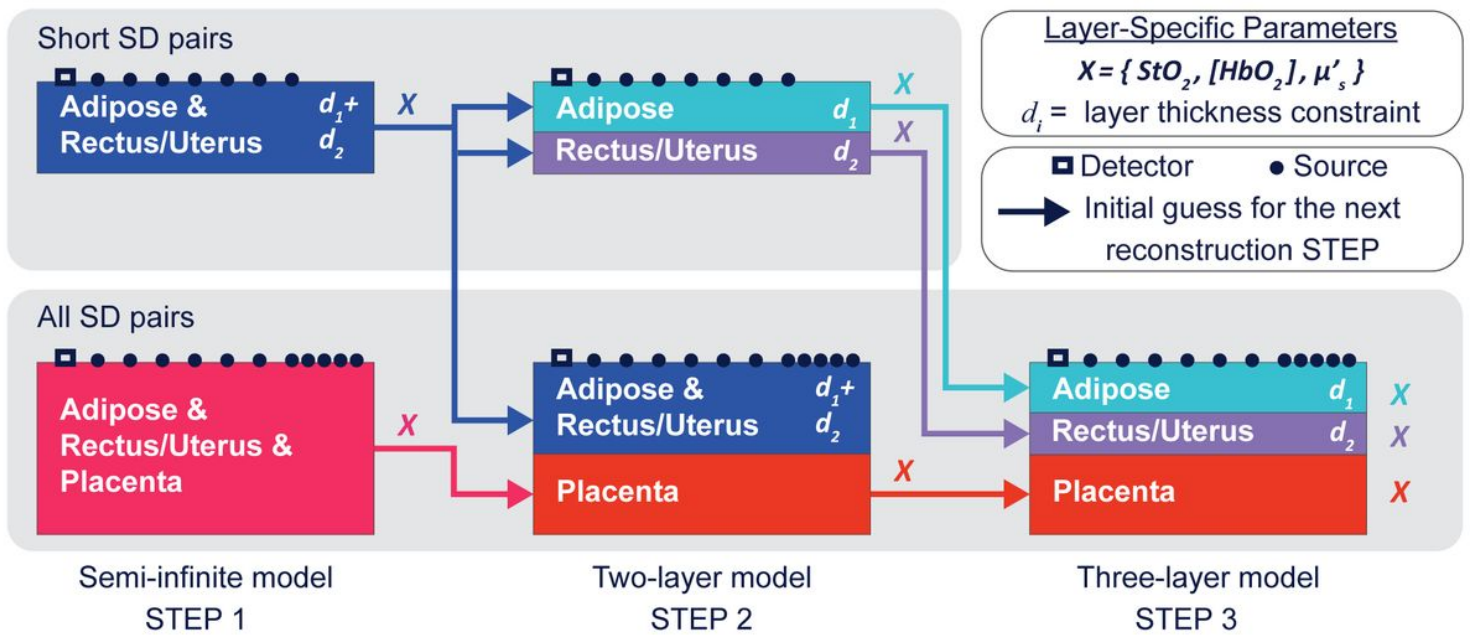 Short SD pairs
Adipose &
Rectus/Uterus
d₁+
d₂
X
Adipose
d₁
Rectus/Uterus
d₂
X
X
Layer-Specific Parameters
X = { StO₂, [HbO₂], μ's }
dᵢ = layer thickness constraint
Detector
Source
Initial guess for the next
reconstruction STEP
All SD pairs
Adipose &
Rectus/Uterus &
Placenta
X
Adipose &
Rectus/Uterus
d₁+
d₂
Placenta
X
Adipose
d₁
X
Rectus/Uterus
d₂
X
Placenta
X
Semi-infinite model
STEP 1
Two-layer model
STEP 2
Three-layer model
STEP 3